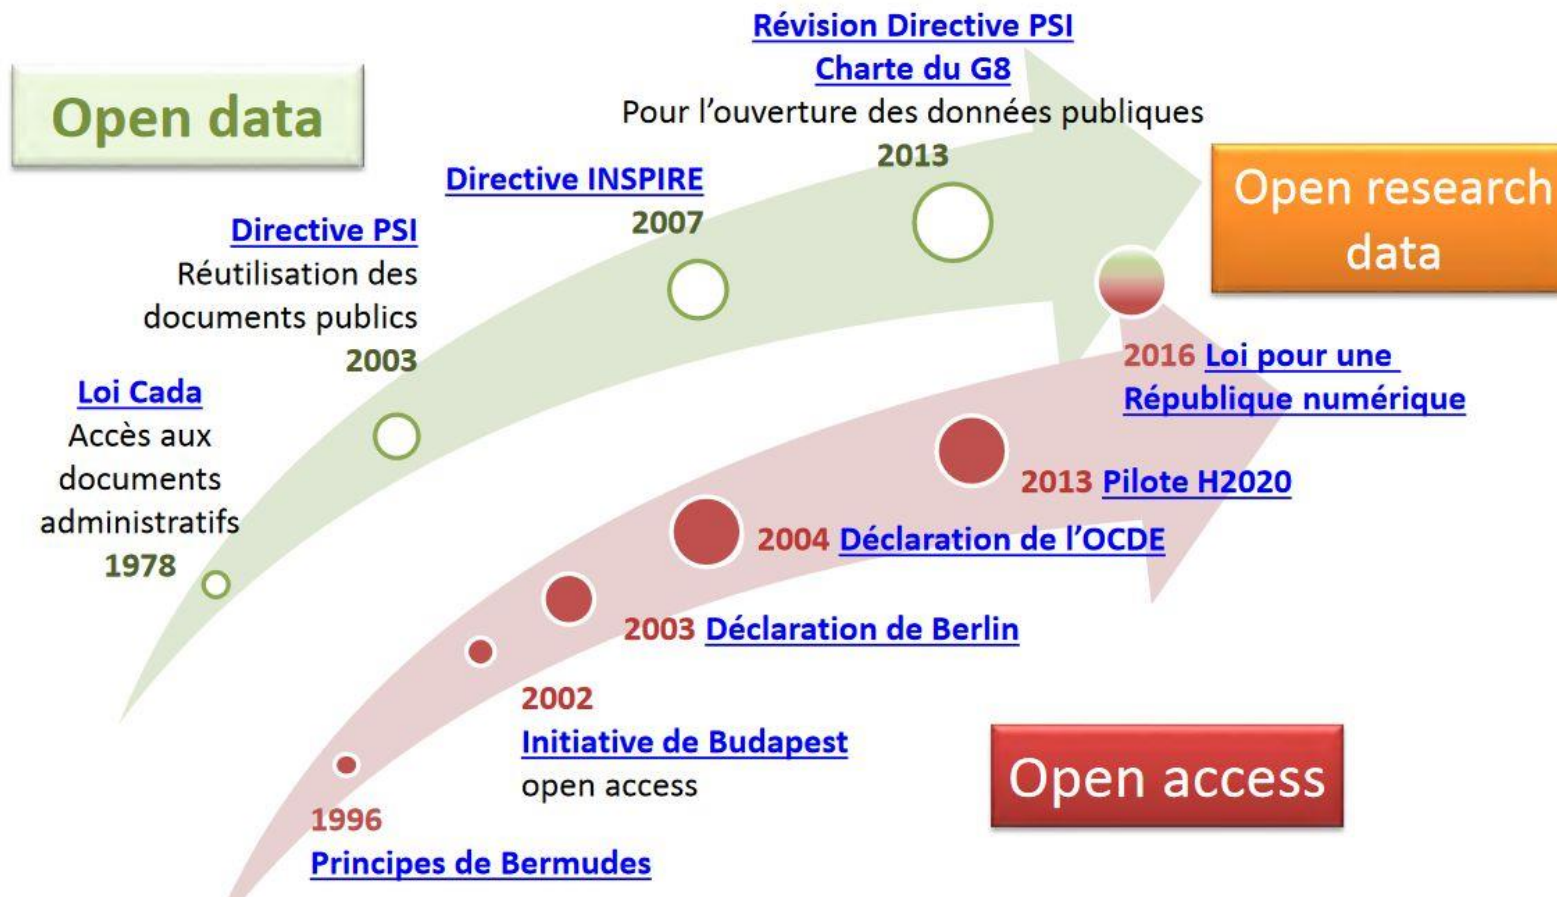 Open data
Révision Directive PSI
Charte du G8
Pour l’ouverture des données publiques
2013
Directive INSPIRE
2007
Directive PSI
Réutilisation des
documents publics
2003
Loi Cada
Accès aux
documents
administratifs
1978
Open research
data
2016 Loi pour une
République numérique
2013 Pilote H2020
2004 Déclaration de l’OCDE
2003 Déclaration de Berlin
2002
Initiative de Budapest
open access
1996
Principes de Bermudes
Open access